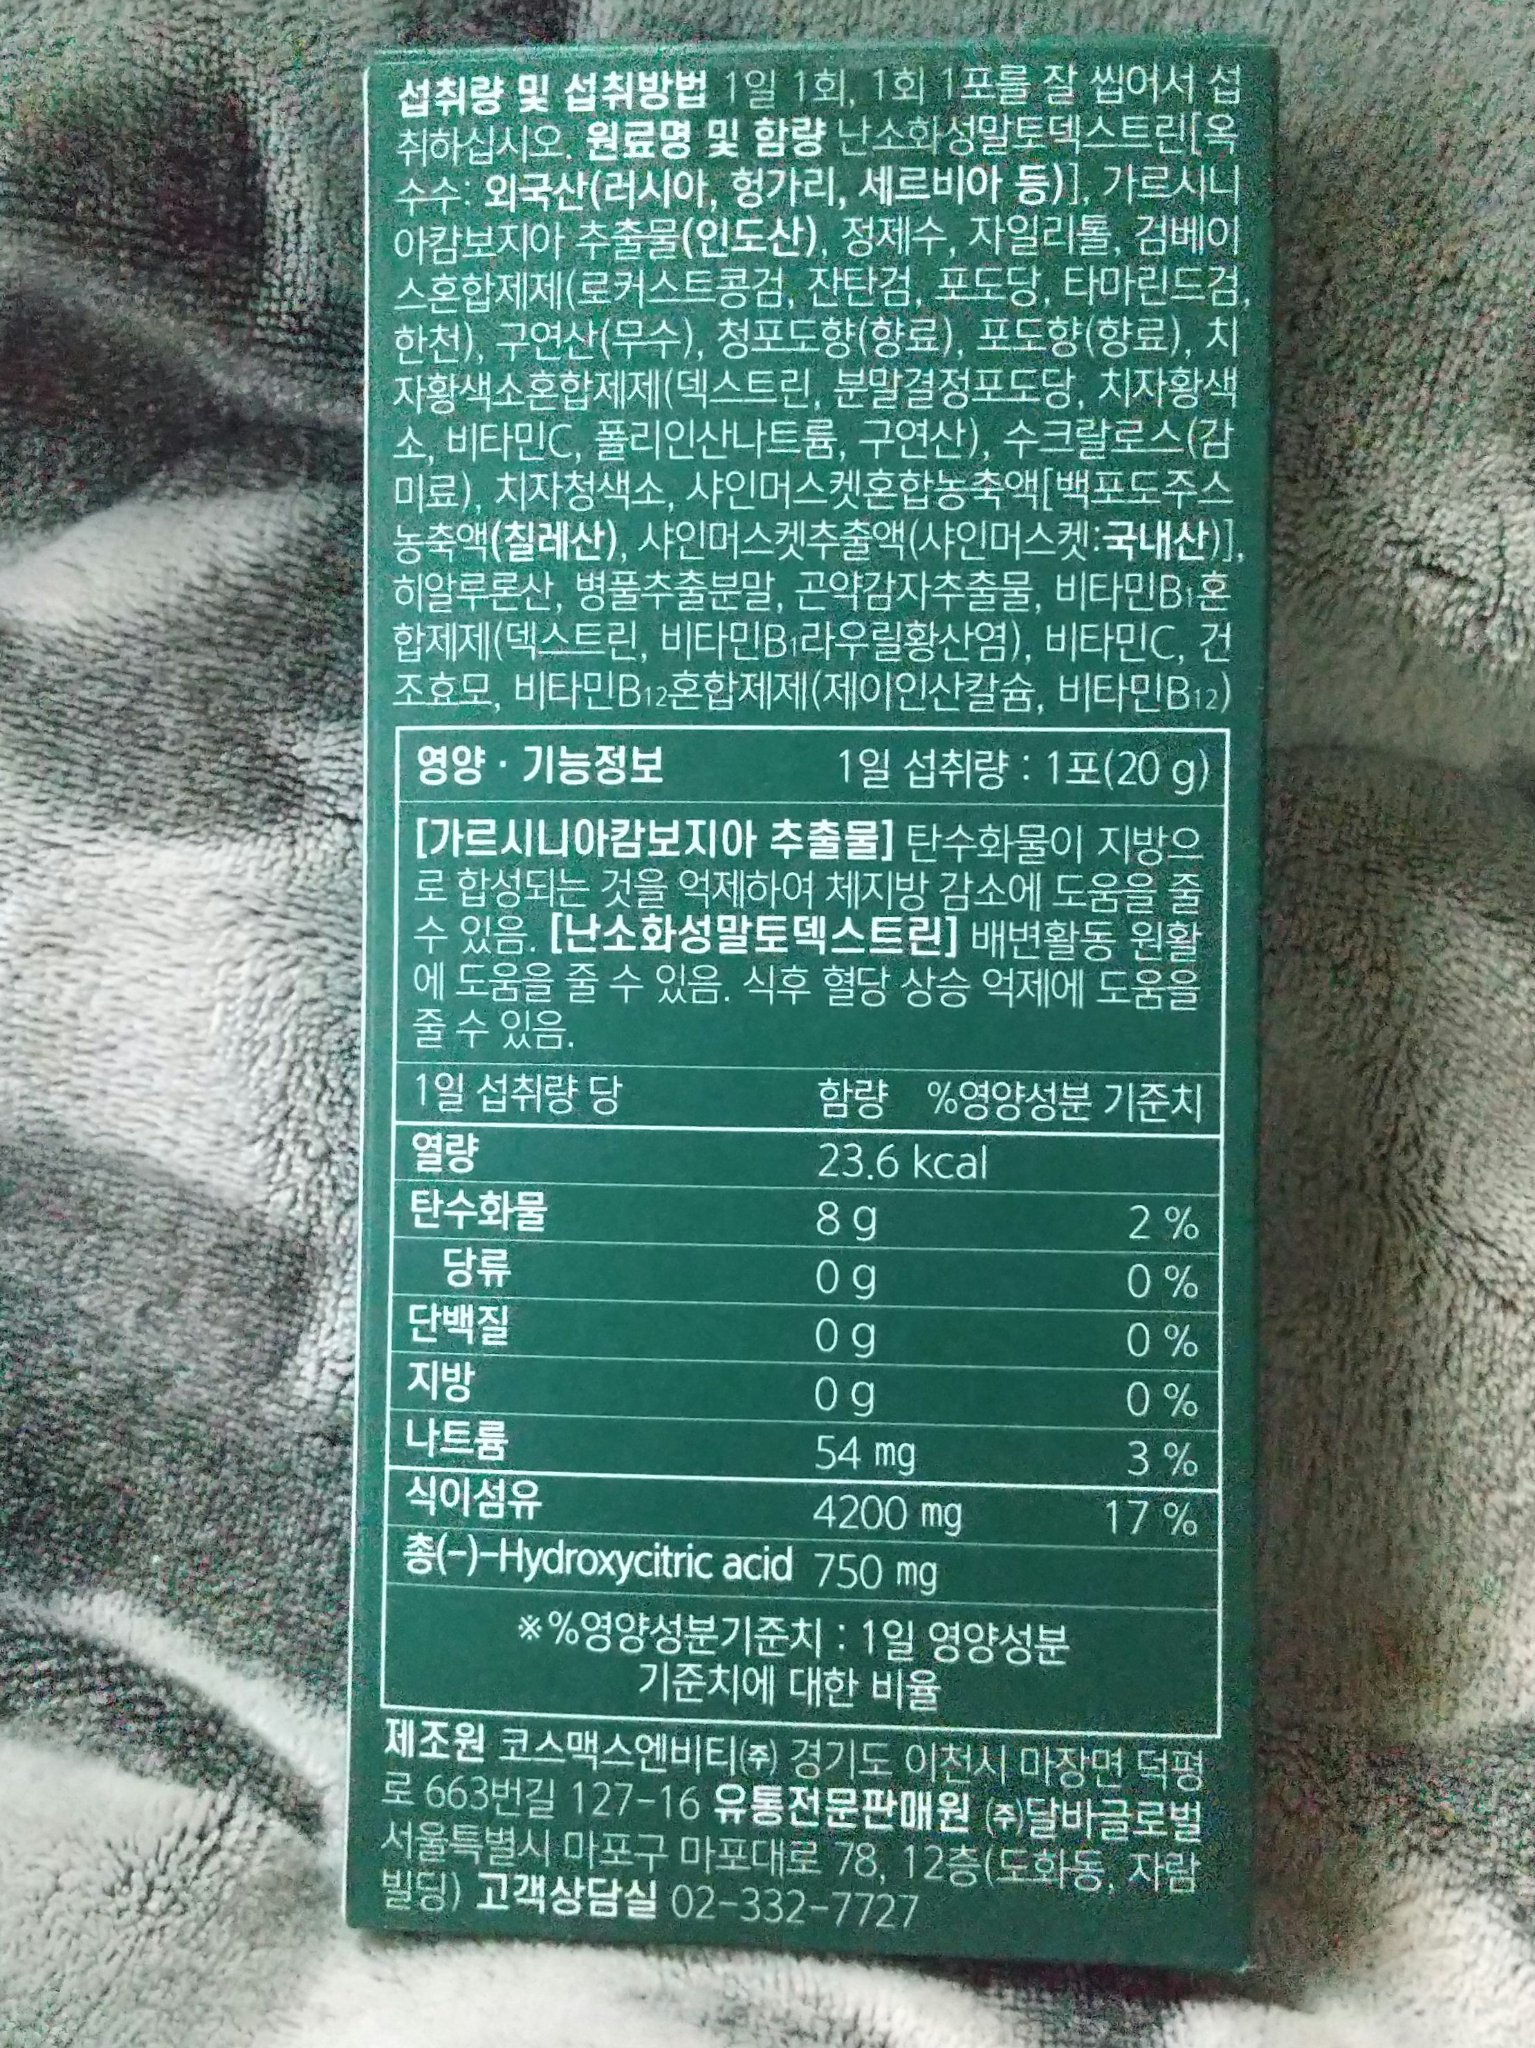 섭취량 및 섭취방법 1일 1회, 1회 1포를 잘 씹어서 섭
취하십시오. 원료명 및 함량 난소화성말토덱스트린[옥
수수: 외국산(러시아, 헝가리, 세르비아 등)], 가르시니
아캄보지아 추출물(인도산), 정제수, 자일리톨, 검베이
스혼합제제(로커스트콩검, 잔탄검, 포도당, 타마린드검,
한천), 구연산(무수), 청포도향(향료), 포도향(향료), 치
자황색소혼합제제(덱스트린, 분말결정포도당, 치자황색
소, 비타민C, 폴리인산나트륨, 구연산), 수크랄로스(감
미료), 치자청색소, 샤인머스켓혼합농축액[백포도주스
농축액(칠레산), 샤인머스켓추출액(샤인머스켓:국내산)],
히알루론산, 병풀추출분말, 곤약감자추출물, 비타민B1혼
합제제(덱스트린, 비타민B1라우릴황산염), 비타민C, 건
조효모, 비타민B12혼합제제(제이인산칼슘, 비타민B12)
영양 · 기능정보 1일 섭취량 : 1포(20 g)
[가르시니아캄보지아 추출물] 탄수화물이 지방으
로 합성되는 것을 억제하여 체지방 감소에 도움을 줄
수 있음. [난소화성말토덱스트린] 배변활동 원활
에 도움을 줄 수 있음. 식후 혈당 상승 억제에 도움을
줄 수 있음.
1일 섭취량 당 함량 %영양성분 기준치
열량 23.6 kcal
탄수화물 8 g 2 %
당류 0 g 0 %
단백질 0 g 0 %
지방 0 g 0 %
나트륨 54 mg 3 %
식이섬유 4200 mg 17 %
총(-)-Hydroxycitric acid 750 mg
※%영양성분기준치 : 1일 영양성분
기준치에 대한 비율
제조원 코스맥스엔비티(주) 경기도 이천시 마장면 덕평
로 663번길 127-16 유통전문판매원 (주)달바글로벌
서울특별시 마포구 마포대로 78, 12층(도화동, 자람
빌딩) 고객상담실 02-332-7727